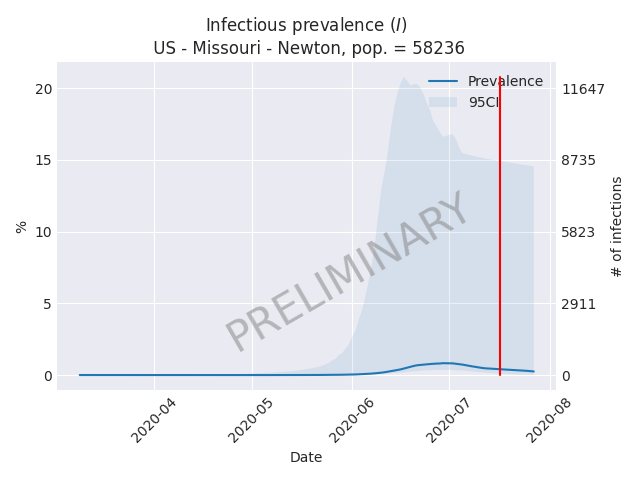 Infectious prevalence (I)
US - Missouri - Newton, pop. = 58236
20
15
10
5
0
%
Prevalence
95CI
PRELIMINARY
11647
8735
5823
2911
0
# of infections
2020-04
2020-05
2020-06
2020-07
2020-08
Date